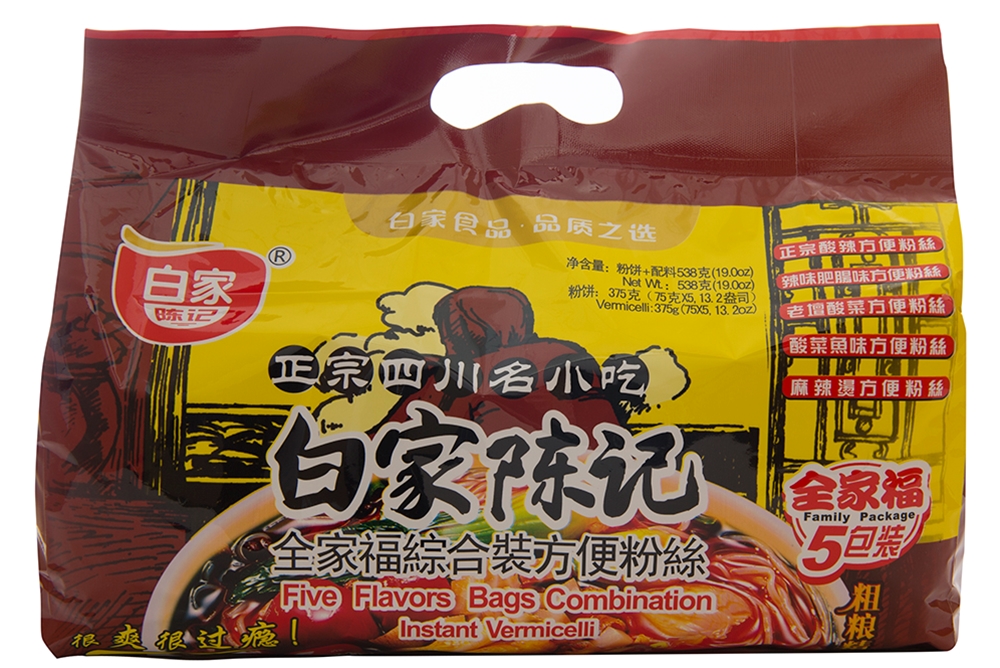 白家食品·品质之选
白家
陈记
®
净含量：粉饼+配料538克(19.0oz)
Net Wt.：538克(19.0oz)
粉饼：375克（75克X5, 13.2盎司）
Vermicelli:375g(75X5, 13.2oz)
正宗酸辣方便粉絲
辣味肥腸味方便粉絲
老壇酸菜方便粉絲
酸菜魚味方便粉絲
麻辣燙方便粉絲
正宗四川名小吃
白家陈记
全家福
Family Package
5包装
全家福綜合裝方便粉絲
Five Flavors Bags Combination
Instant Vermicelli
很爽很过瘾！
粗粮